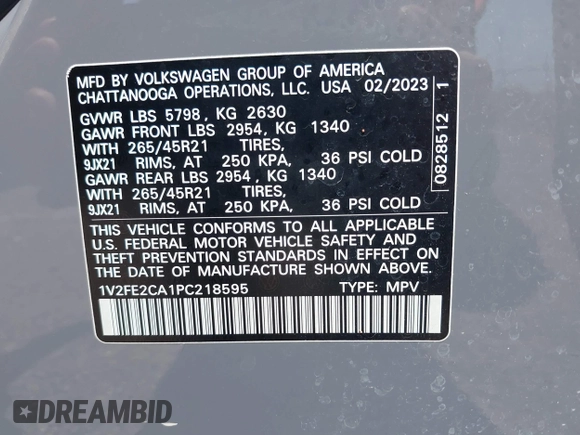 MFD BY VOLKSWAGEN GROUP OF AMERICA
CHATTANOOGA OPERATIONS, LLC. USA 02/2023
GVWR LBS 5798, KG 2630
GAWR FRONT LBS 2954, KG 1340
WITH 265/45R21 TIRES,
9JX21 RIMS, AT 250 KPA, 36 PSI COLD
GAWR REAR LBS 2954, KG 1340
WITH 265/45R21 TIRES,
9JX21 RIMS, AT 250 KPA, 36 PSI COLD
THIS VEHICLE CONFORMS TO ALL APPLICABLE
U.S. FEDERAL MOTOR VEHICLE SAFETY AND
THEFT PREVENTION STANDARDS IN EFFECT ON
THE DATE OF MANUFACTURE SHOWN ABOVE.
1V2FE2CA1PC218595 TYPE: MPV
0828512 1
DREAMBID